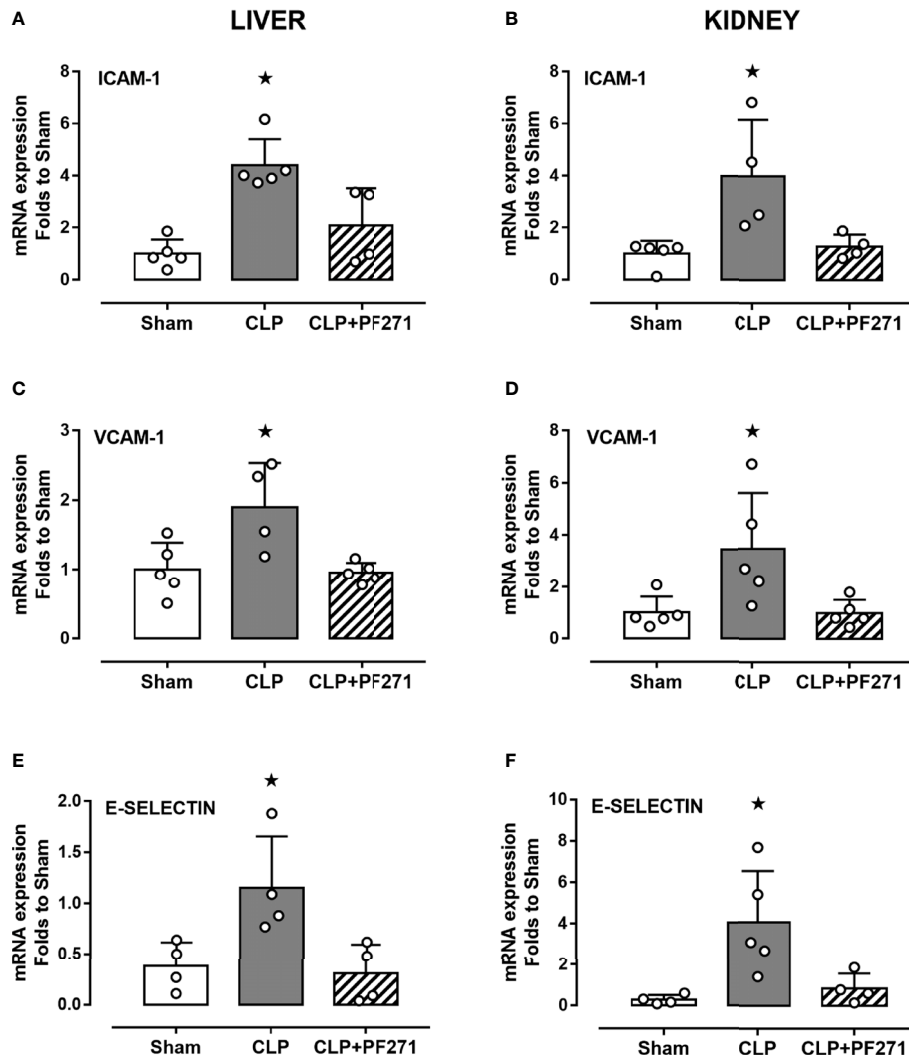 A
LIVER
ICAM-1
★
mRNA expression
Folds to Sham
8
6
4
2
0
Sham CLP CLP+PF271
B
KIDNEY
ICAM-1
★
mRNA expression
Folds to Sham
8
6
4
2
0
Sham CLP CLP+PF271
C
VCAM-1
★
mRNA expression
Folds to Sham
3
2
1
0
Sham CLP CLP+PF271
D
VCAM-1
★
mRNA expression
Folds to Sham
8
6
4
2
0
Sham CLP CLP+PF271
E
E-SELECTIN
★
mRNA expression
Folds to Sham
2.0
1.5
1.0
0.5
0.0
Sham CLP CLP+PF271
F
E-SELECTIN
★
mRNA expression
Folds to Sham
10
8
6
4
2
0
Sham CLP CLP+PF271